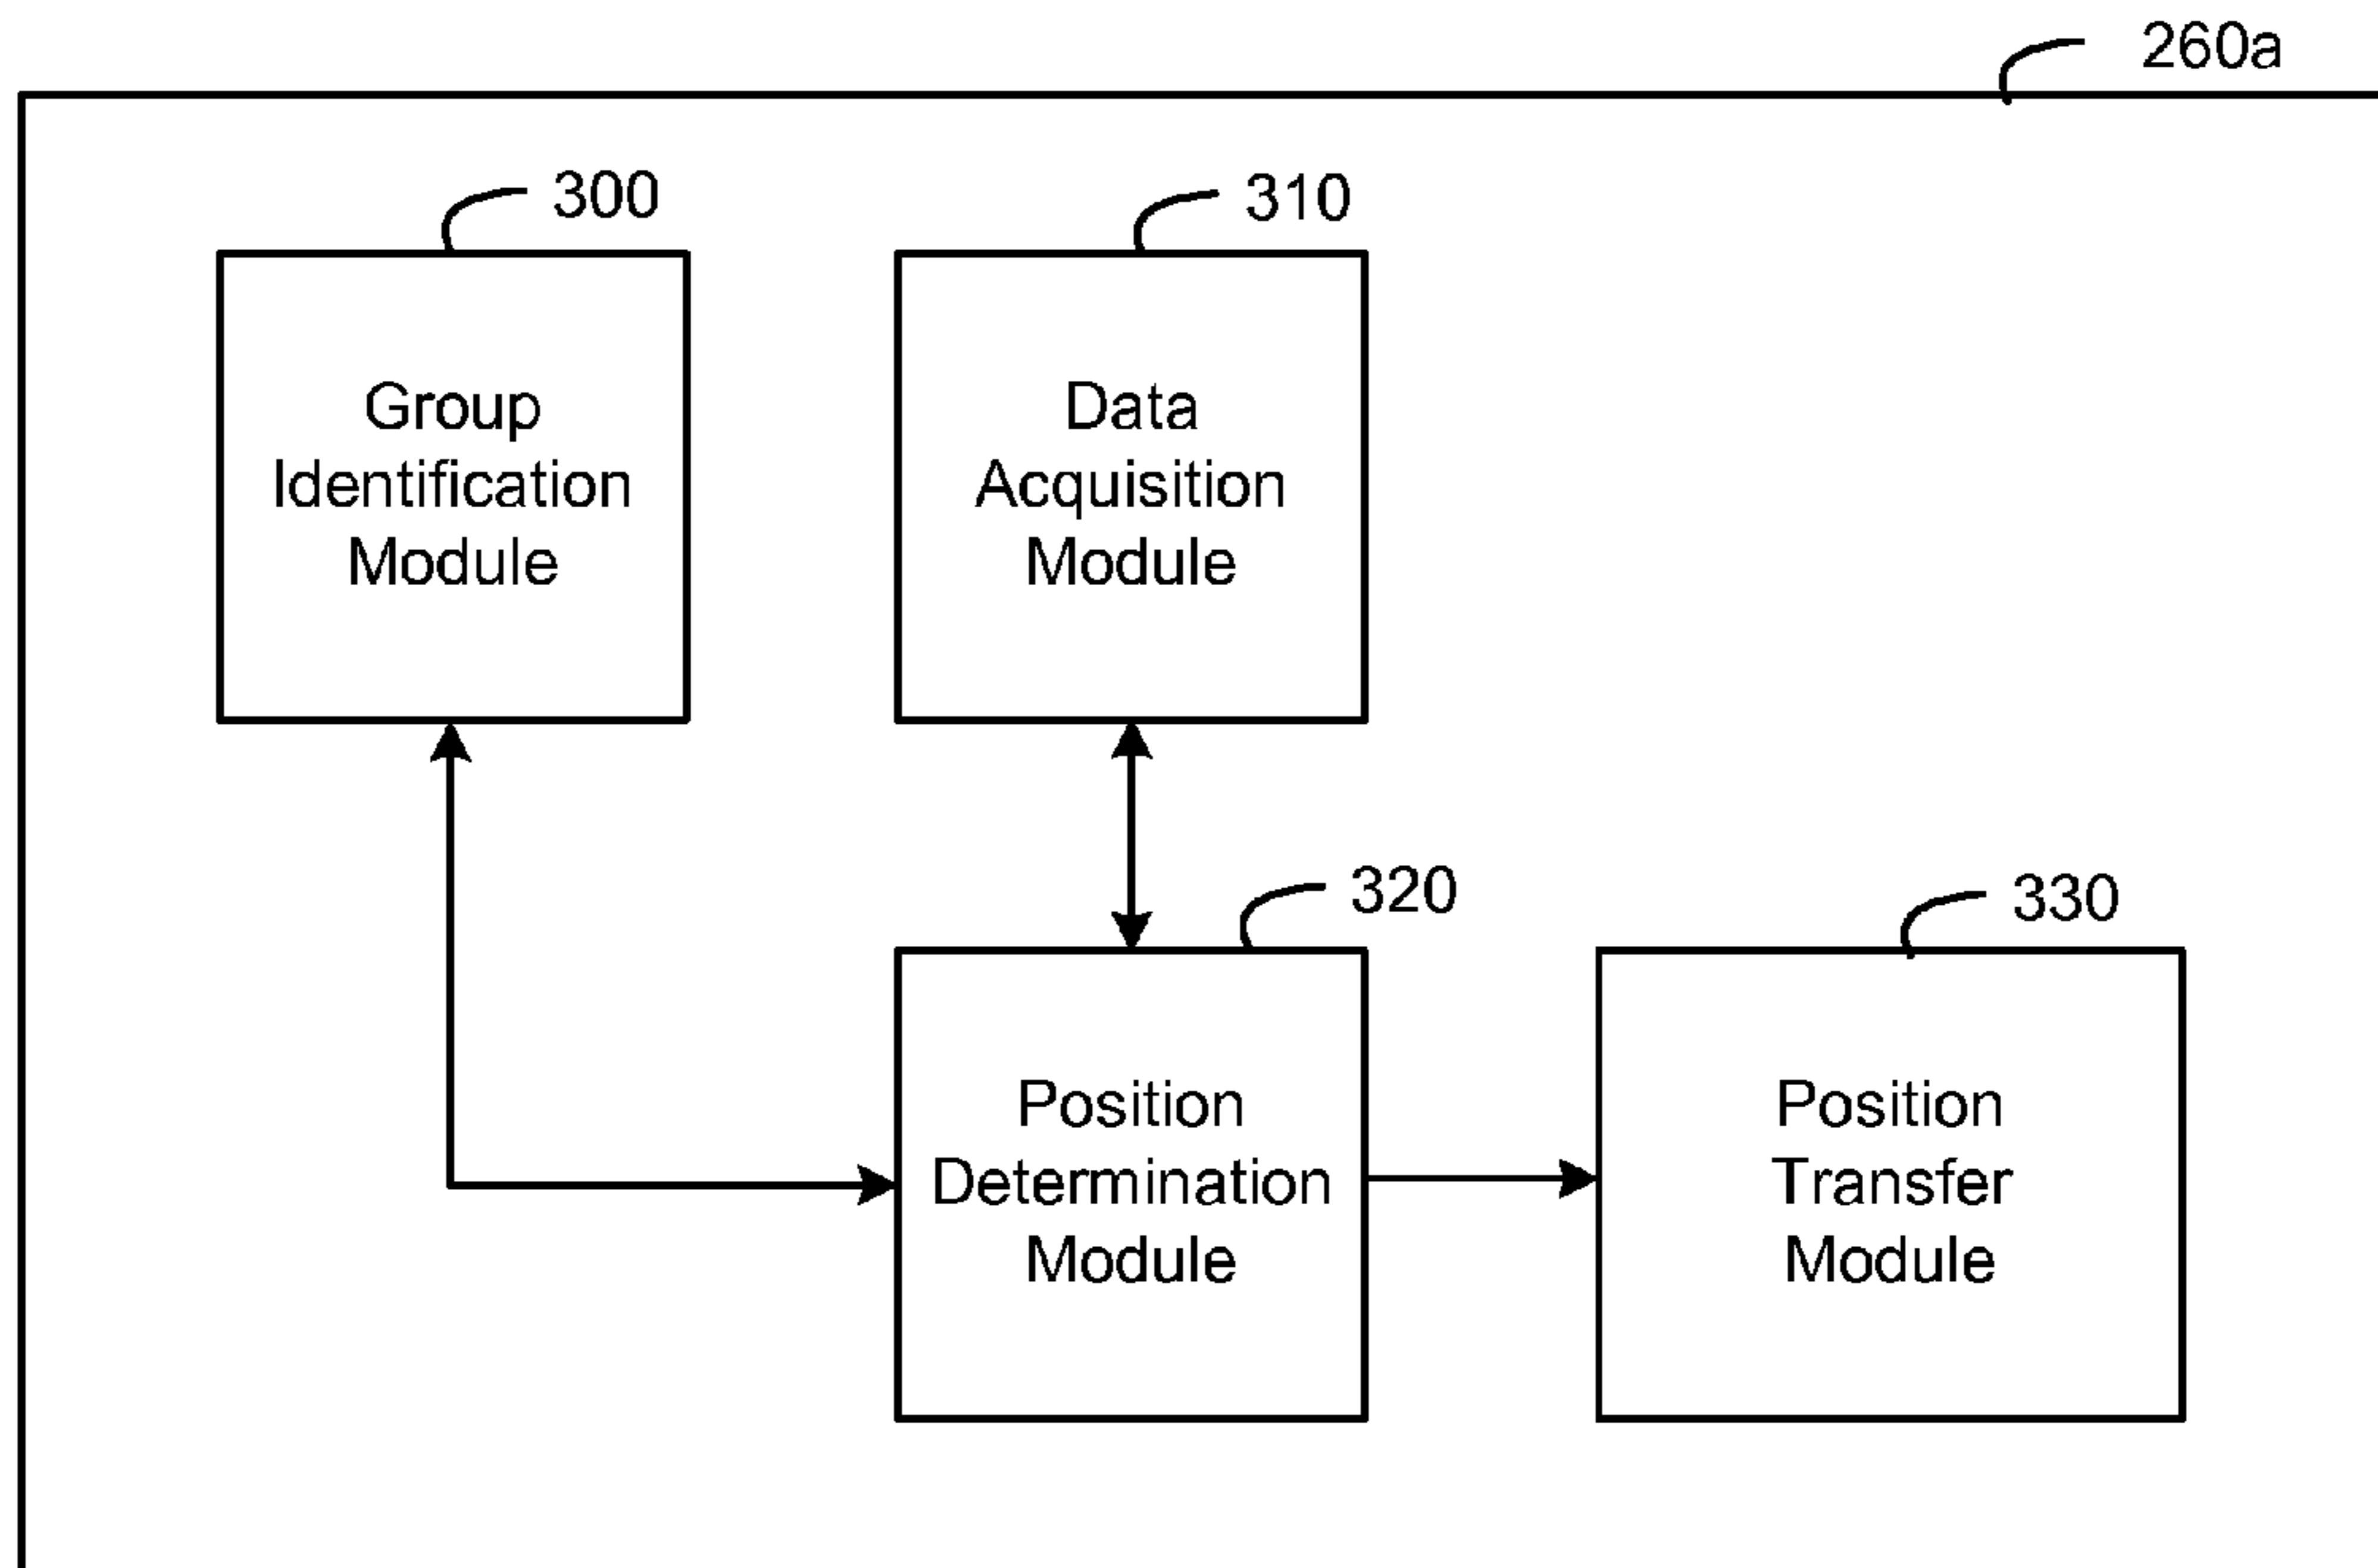 260a
300
310
Group
Identification
Module
Data
Acquisition
Module
320
330
Position
Determination
Module
Position
Transfer
Module